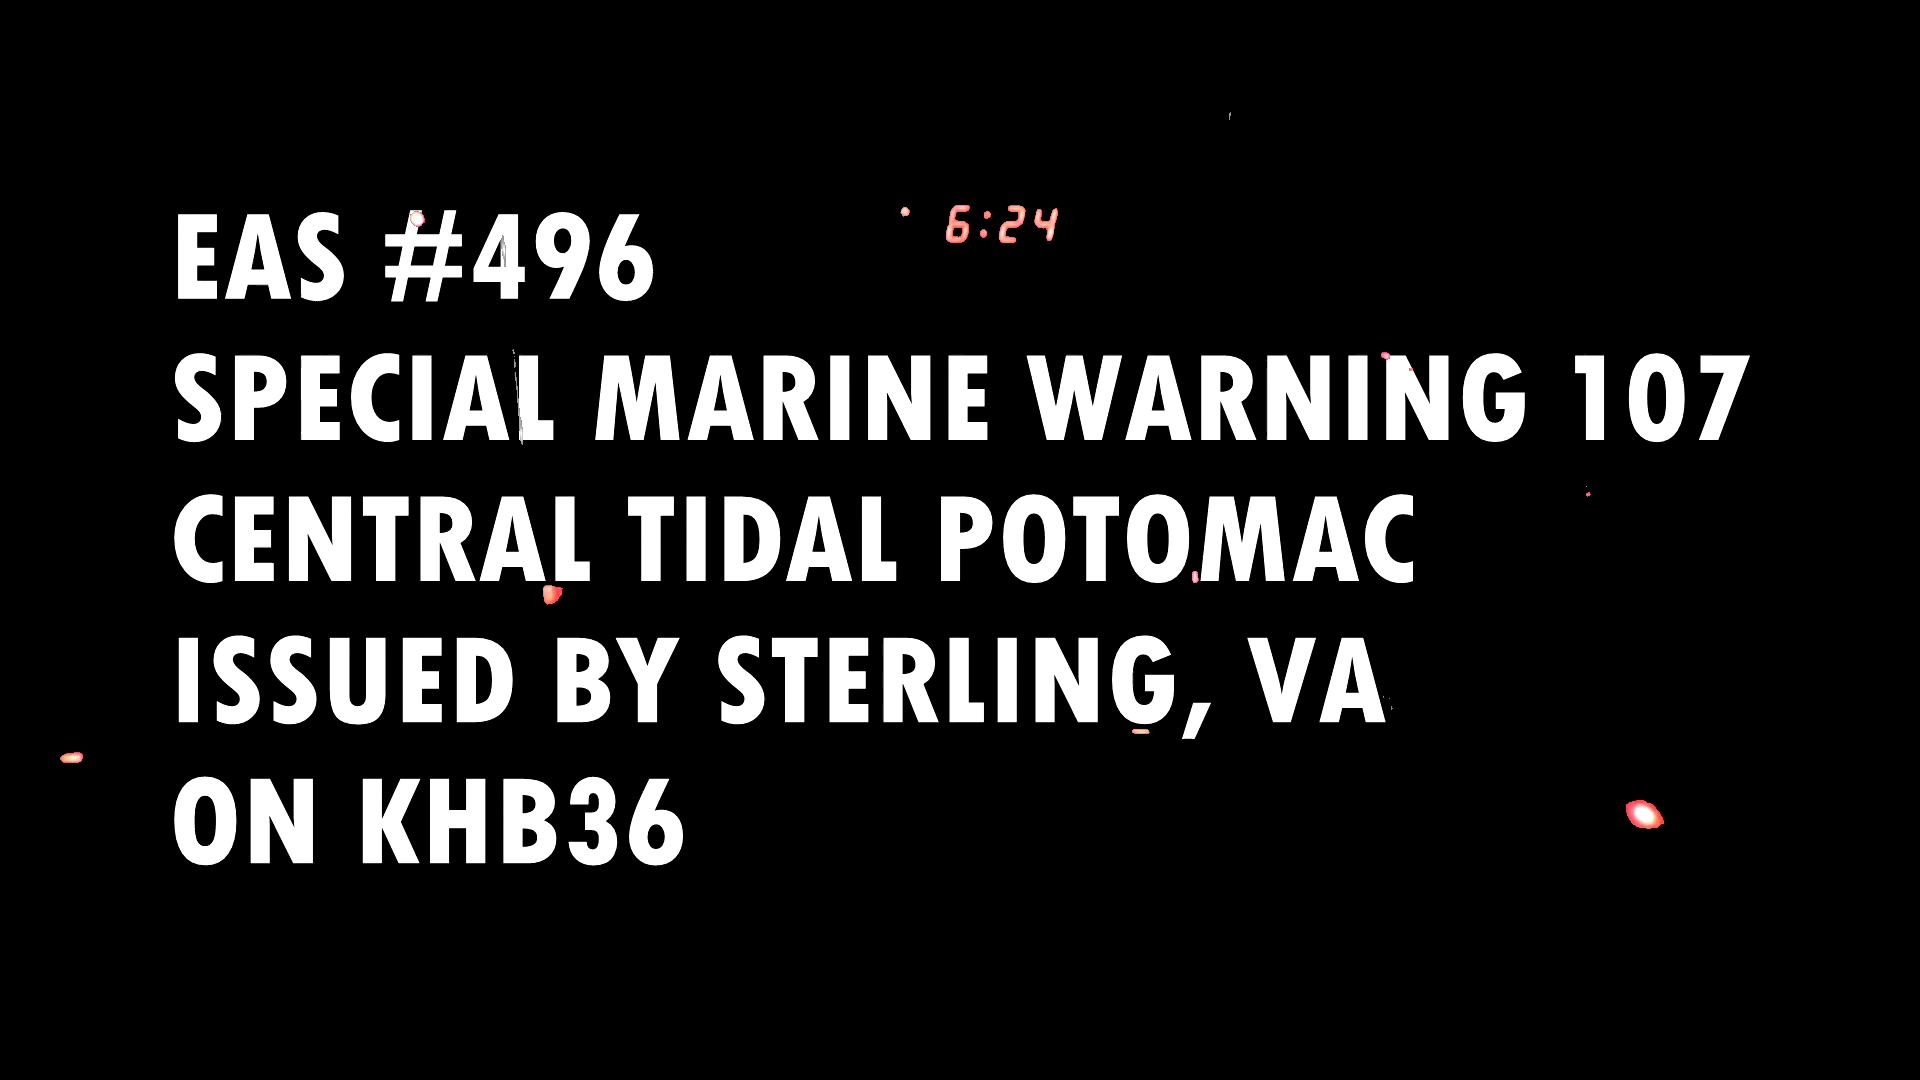 EAS #496
6:24
SPECIAL MARINE WARNING 107
CENTRAL TIDAL POTOMAC
ISSUED BY STERLING, VA
ON KHB36